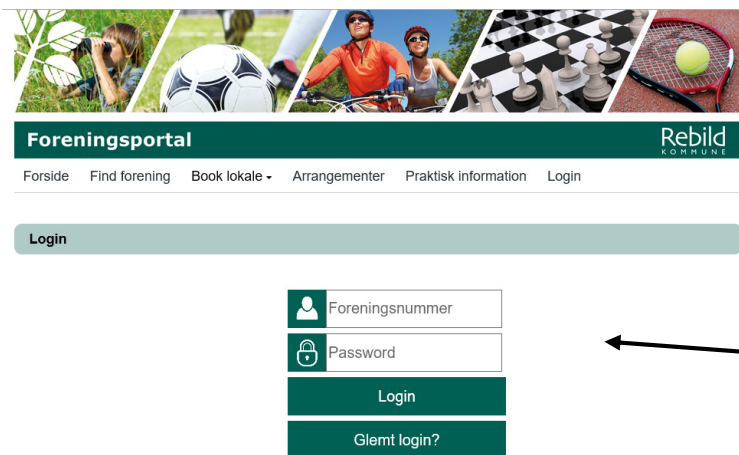 Foreningsportal
Rebild
KOMMUNE
Forside Find forening Book lokale Arrangementer Praktisk information Login
Login
Foreningsnummer
Password
Login
Glemt login?